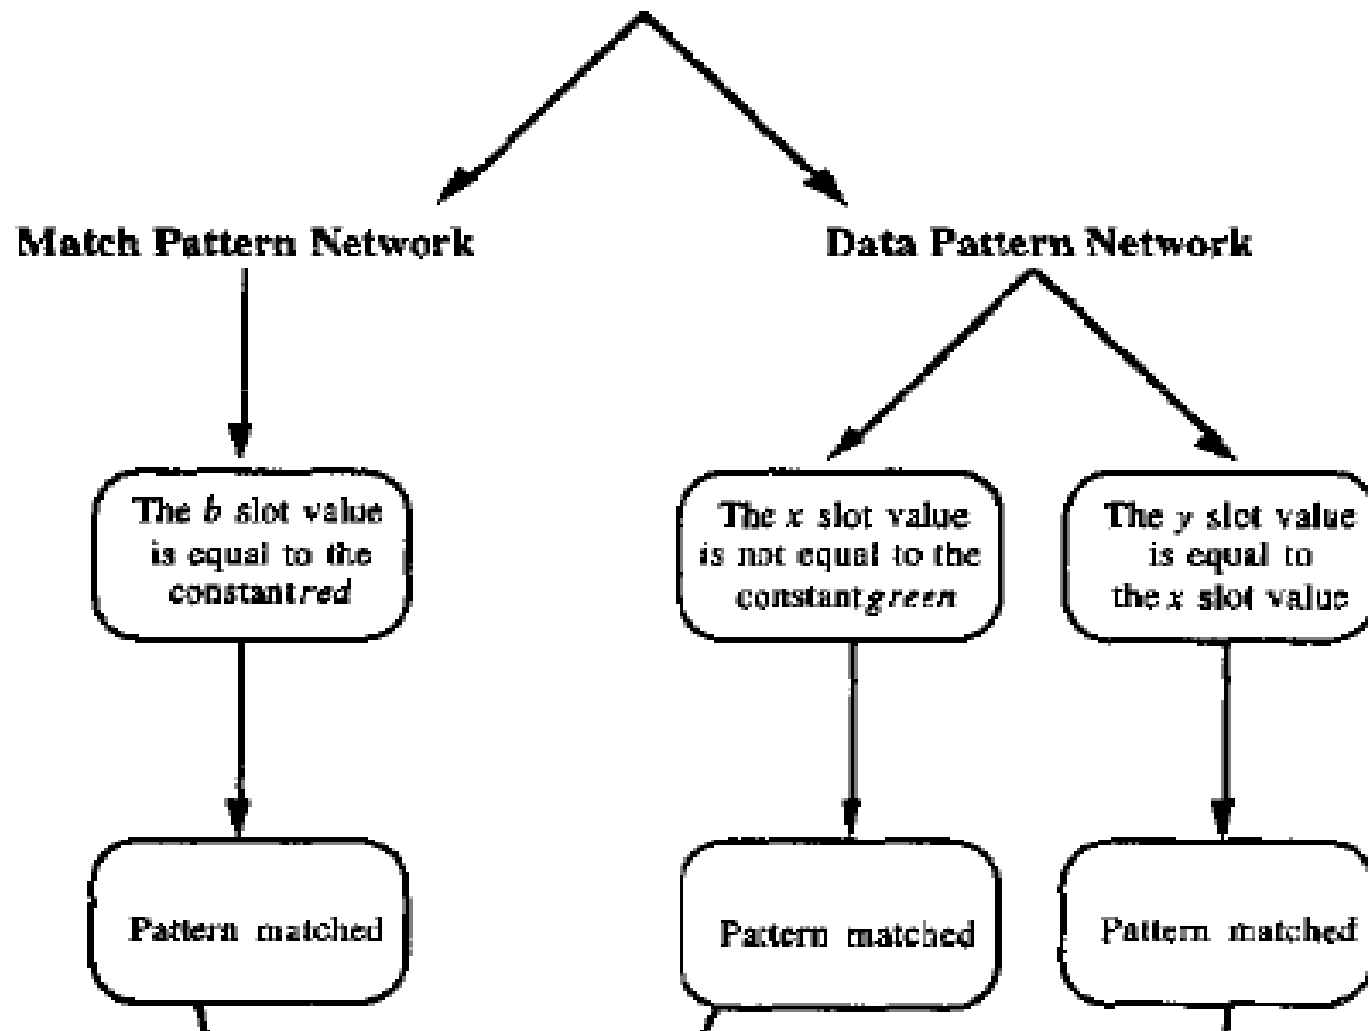 Match Pattern Network
Data Pattern Network
The b slot value
is equal to the
constant red
The x slot value
is not equal to the
constant green
The y slot value
is equal to
the x slot value
Pattern matched
Pattern matched
Pattern matched